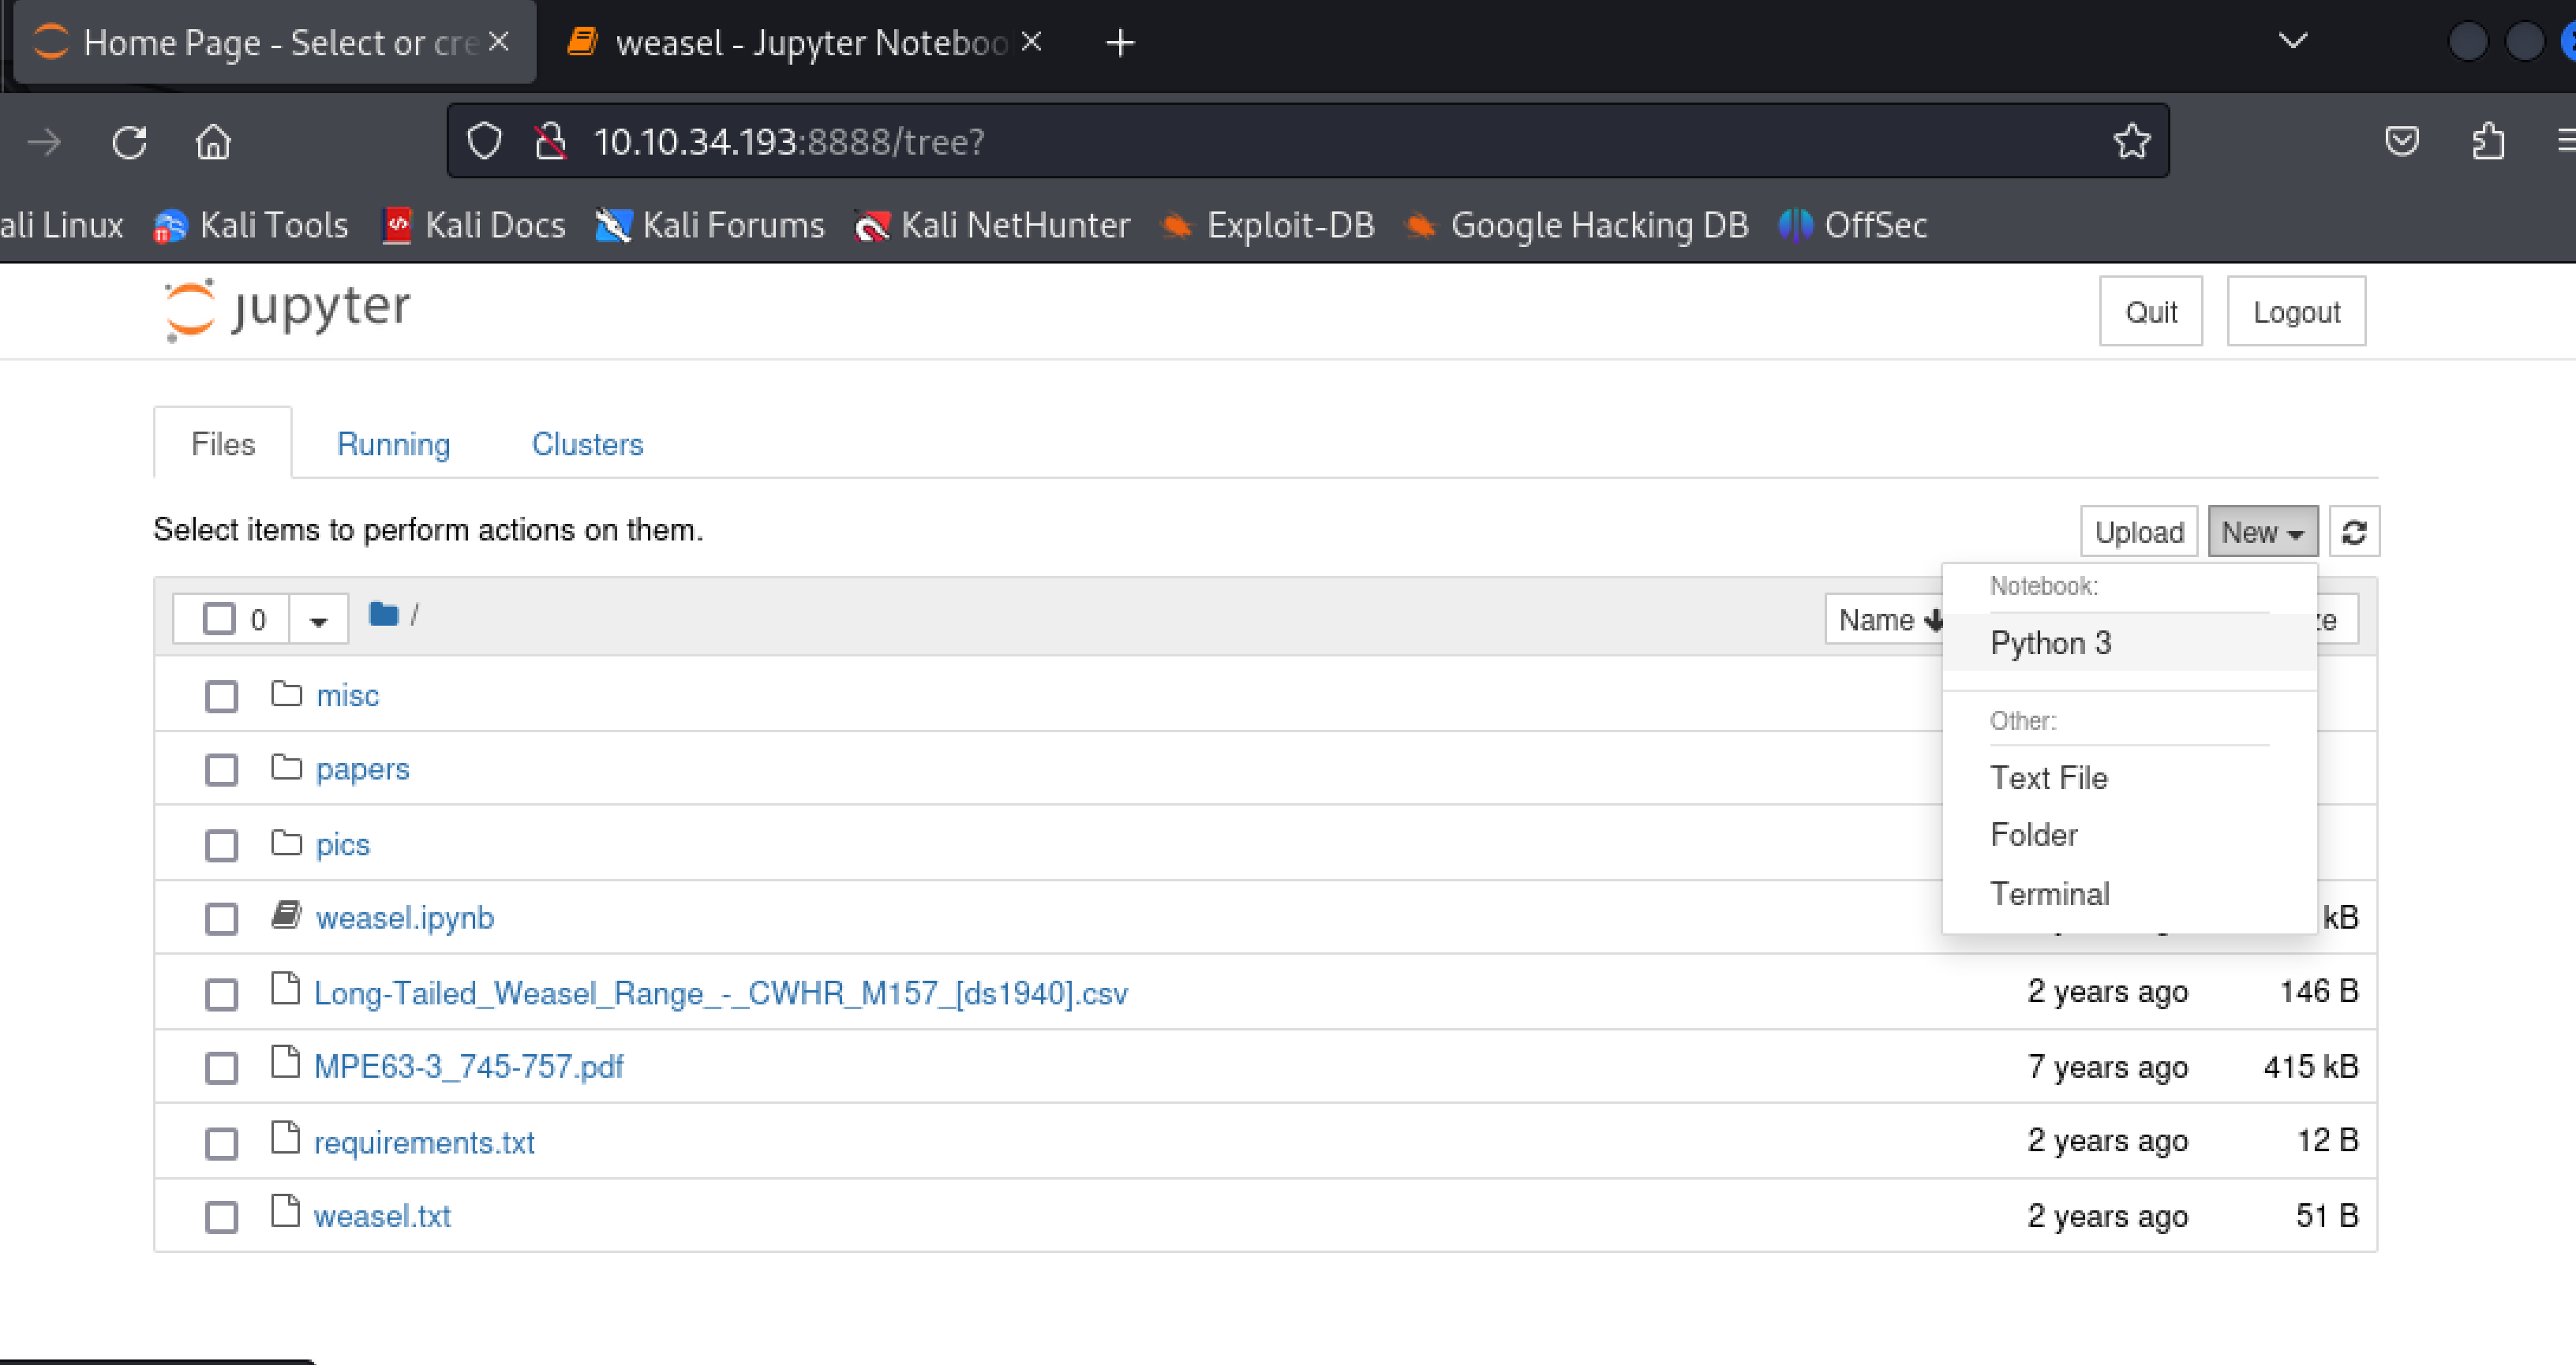 Home Page - Select or cre
weasel - Jupyter Noteboo
10.10.34.193:8888/tree?
ali Linux Kali Tools Kali Docs Kali Forums Kali NetHunter Exploit-DB Google Hacking DB OffSec
jupyter Quit Logout
Files Running Clusters
Select items to perform actions on them. Upload New
0 / Name ze
Notebook:
Python 3
Other:
Text File
Folder
Terminal
misc
papers
pics
weasel.ipynb kB
Long-Tailed_Weasel_Range_-_CWHR_M157_[ds1940].csv 2 years ago 146 B
MPE63-3_745-757.pdf 7 years ago 415 kB
requirements.txt 2 years ago 12 B
weasel.txt 2 years ago 51 B